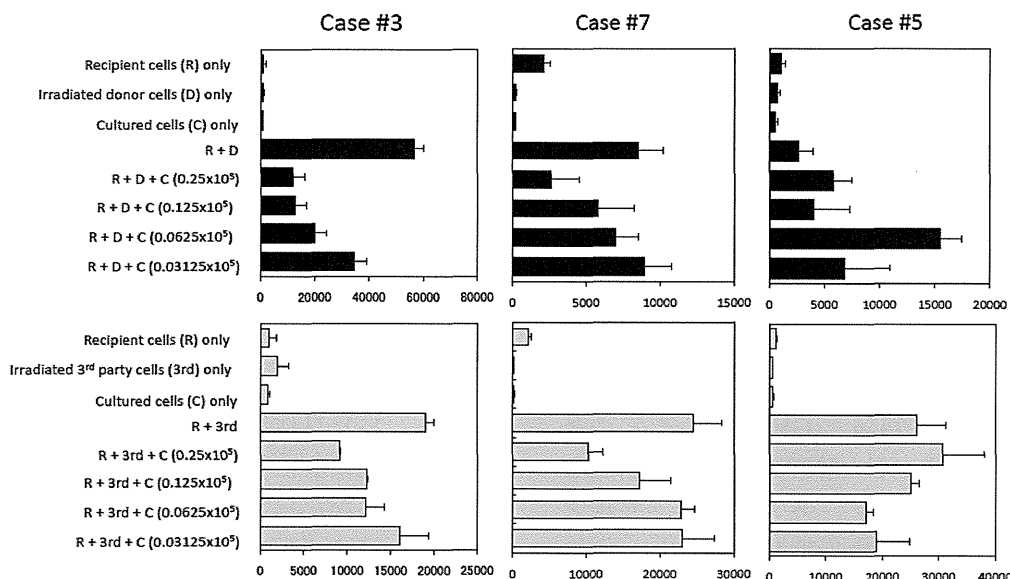 Case #3 Case #7 Case #5
Recipient cells (R) only
Irradiated donor cells (D) only
Cultured cells (C) only
R + D
R + D + C (0.25x10⁵)
R + D + C (0.125x10⁵)
R + D + C (0.0625x10⁵)
R + D + C (0.03125x10⁵)
0 20000 40000 60000 80000 0 5000 10000 15000 0 5000 10000 15000 20000
Recipient cells (R) only
Irradiated 3ʳᵈ party cells (3rd) only
Cultured cells (C) only
R + 3rd
R + 3rd + C (0.25x10⁵)
R + 3rd + C (0.125x10⁵)
R + 3rd + C (0.0625x10⁵)
R + 3rd + C (0.03125x10⁵)
0 5000 10000 15000 20000 25000 0 10000 20000 30000 0 10000 20000 30000 40000